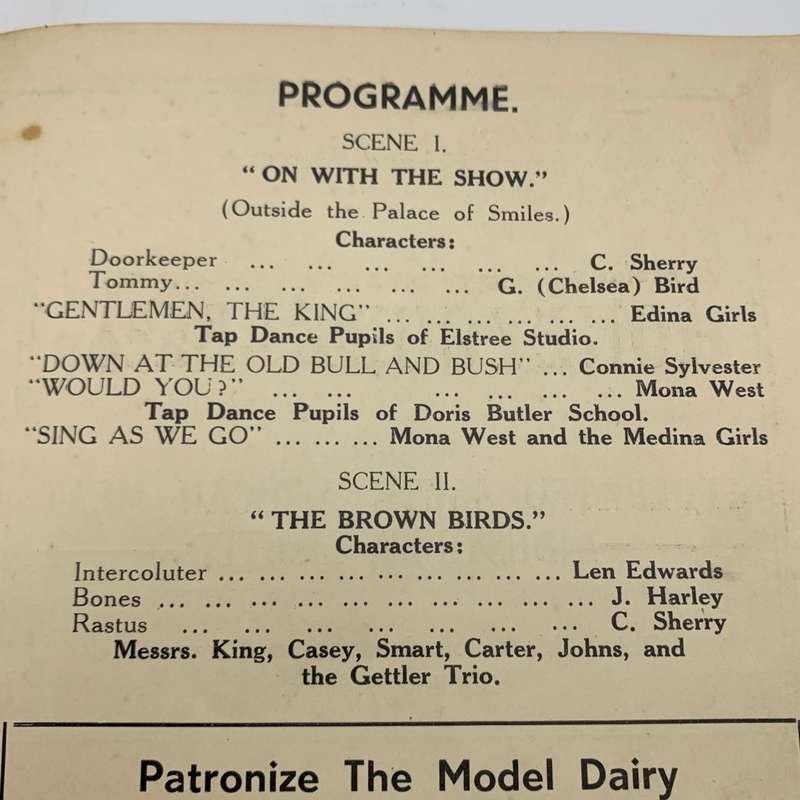 PROGRAMME.
SCENE I.
"ON WITH THE SHOW."
(Outside the Palace of Smiles.)
Characters:
Doorkeeper ... ... ... ... ... ... C. Sherry
Tommy... ... ... ... ... ... G. (Chelsea) Bird
"GENTLEMEN, THE KING" ... ... ... ... ... ... Edina Girls
Tap Dance Pupils of Elstree Studio.
"DOWN AT THE OLD BULL AND BUSH" ... Connie Sylvester
"WOULD YOU?" ... ... ... ... ... ... Mona West
Tap Dance Pupils of Doris Butler School.
"SING AS WE GO" ... ... ... Mona West and the Medina Girls
SCENE II.
"THE BROWN BIRDS."
Characters:
Intercoluter ... ... ... ... ... ... ... ... ... Len Edwards
Bones ... ... ... ... ... ... ... ... ... ... J. Harley
Rastus ... ... ... ... ... ... ... C. Sherry
Messrs. King, Casey, Smart, Carter, Johns, and
the Gettler Trio.
Patronize The Model Dairy